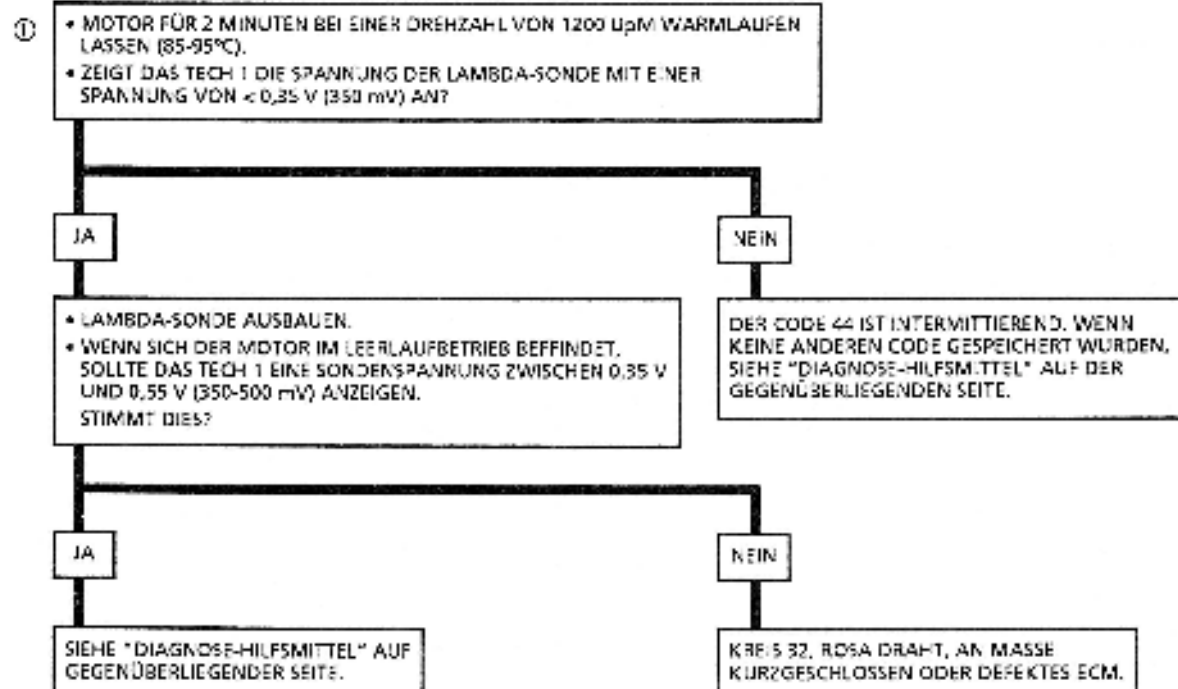 ①
• MOTOR FÜR 2 MINUTEN BEI EINER DREHZAHL VON 1200 UpM WARMLAUFEN
LASSEN (85-95°C).
• ZEIGT DAS TECH 1 DIE SPANNUNG DER LAMBDA-SONDE MIT EINER
SPANNUNG VON < 0,35 V (350 mV) AN?
JA
NEIN
• LAMBDA-SONDE AUSBAUEN.
• WENN SICH DER MOTOR IM LEERLAUFBETRIEB BEFFINDET,
SOLLTE DAS TECH 1 EINE SONDENSPANNUNG ZWISCHEN 0,35 V
UND 0,55 V (350-500 mV) ANZEIGEN.
STIMMT DIES?
DER CODE 44 IST INTERMITTIEREND. WENN
KEINE ANDEREN CODE GESPEICHERT WURDEN,
SIEHE "DIAGNOSE-HILFSMITTEL" AUF DER
GEGENÜBERLIEGENDEN SEITE.
JA
NEIN
SIEHE "DIAGNOSE-HILFSMITTEL" AUF
GEGENÜBERLIEGENDER SEITE.
KREIS 32, ROSA DRAHT, AN MASSE
KURZGESCHLOSSEN ODER DEFEKTES ECM.